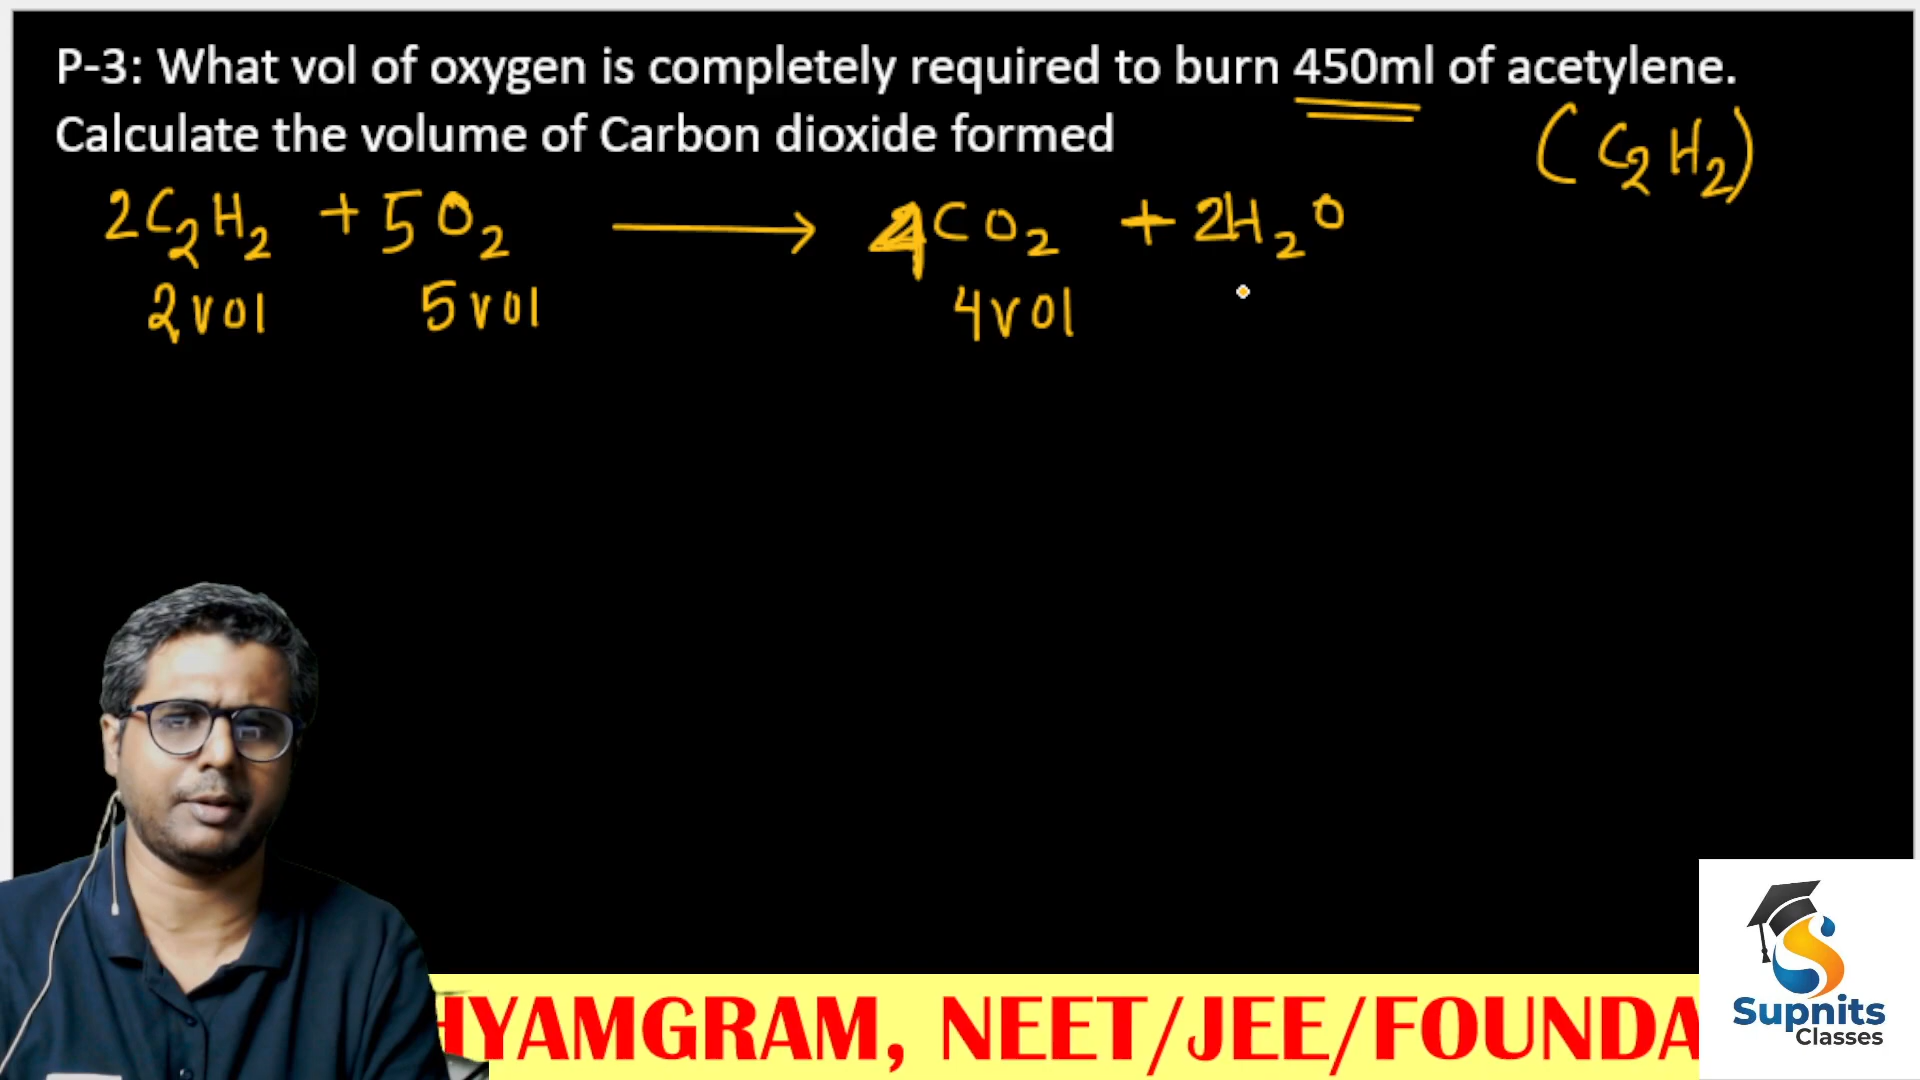 P-3: What vol of oxygen is completely required to burn 450ml of acetylene.
Calculate the volume of Carbon dioxide formed
(C₂H₂)
2C₂H₂ + 5O₂ ⟶ 4CO₂ + 2H₂O
2vol 5vol 4vol
HYAMGRAM, NEET/JEE/FOUNDA
Supnits
Classes